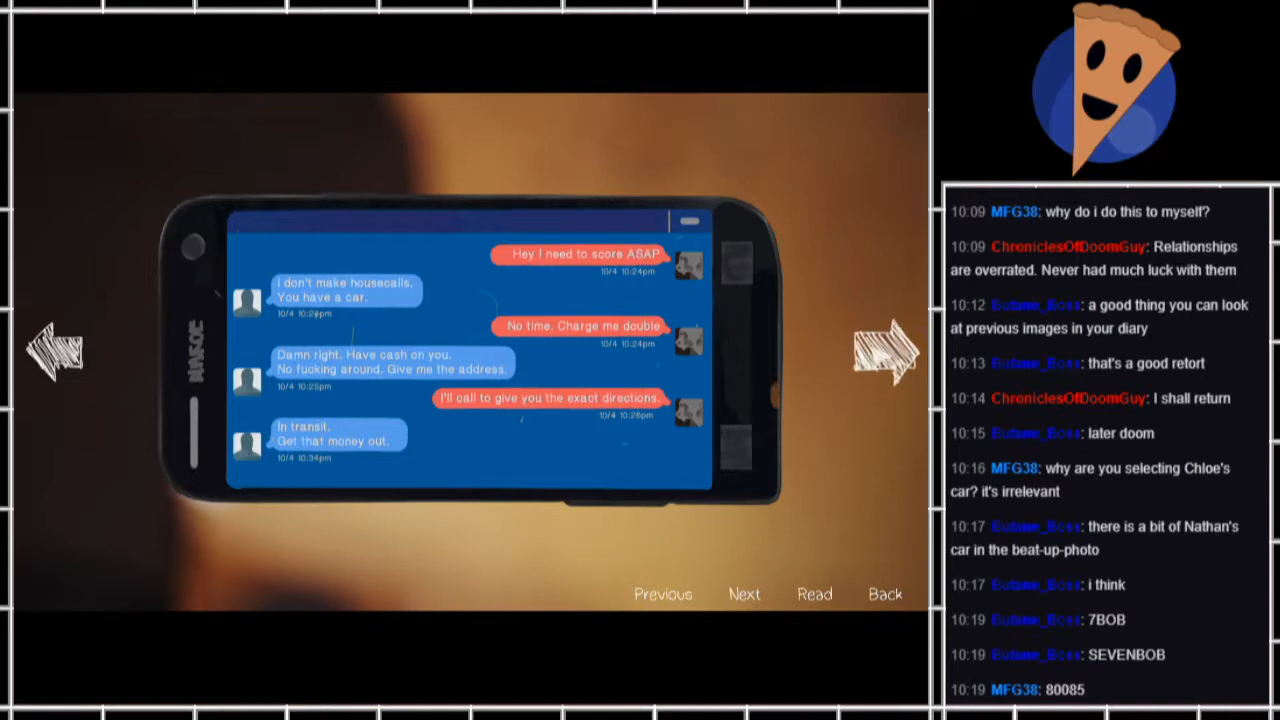 Hey I need to score ASAP
10/4 10:24pm
I don't make housecalls.
You have a car.
10/4 10:24pm
No time. Charge me double
10/4 10:24pm
Damn right. Have cash on you.
No fucking around. Give me the address.
10/4 10:25pm
I'll call to give you the exact directions.
10/4 10:26pm
In transit.
Get that money out.
10/4 10:34pm
Previous Next Read Back
10:09 MFG38: why do i do this to myself?
10:09 ChroniclesOfDoomGuy: Relationships
are overrated. Never had much luck with them
10:12 Butane_Boss: a good thing you can look
at previous images in your diary
10:13 Butane_Boss: that's a good retort
10:14 ChroniclesOfDoomGuy: I shall return
10:15 Butane_Boss: later doom
10:16 MFG38: why are you selecting Chloe's
car? it's irrelevant
10:17 Butane_Boss: there is a bit of Nathan's
car in the beat-up-photo
10:17 Butane_Boss: i think
10:19 Butane_Boss: 7BOB
10:19 Butane_Boss: SEVENBOB
10:19 MFG38: 80085